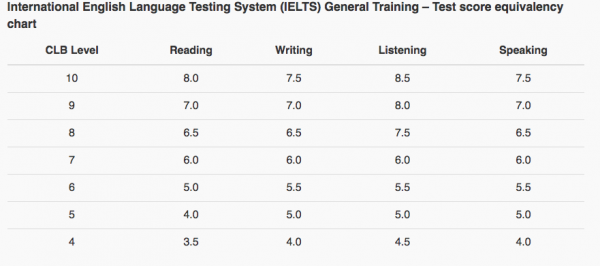 International English Language Testing System (IELTS) General Training – Test score equivalency
chart
CLB Level Reading Writing Listening Speaking
10 8.0 7.5 8.5 7.5
9 7.0 7.0 8.0 7.0
8 6.5 6.5 7.5 6.5
7 6.0 6.0 6.0 6.0
6 5.0 5.5 5.5 5.5
5 4.0 5.0 5.0 5.0
4 3.5 4.0 4.5 4.0